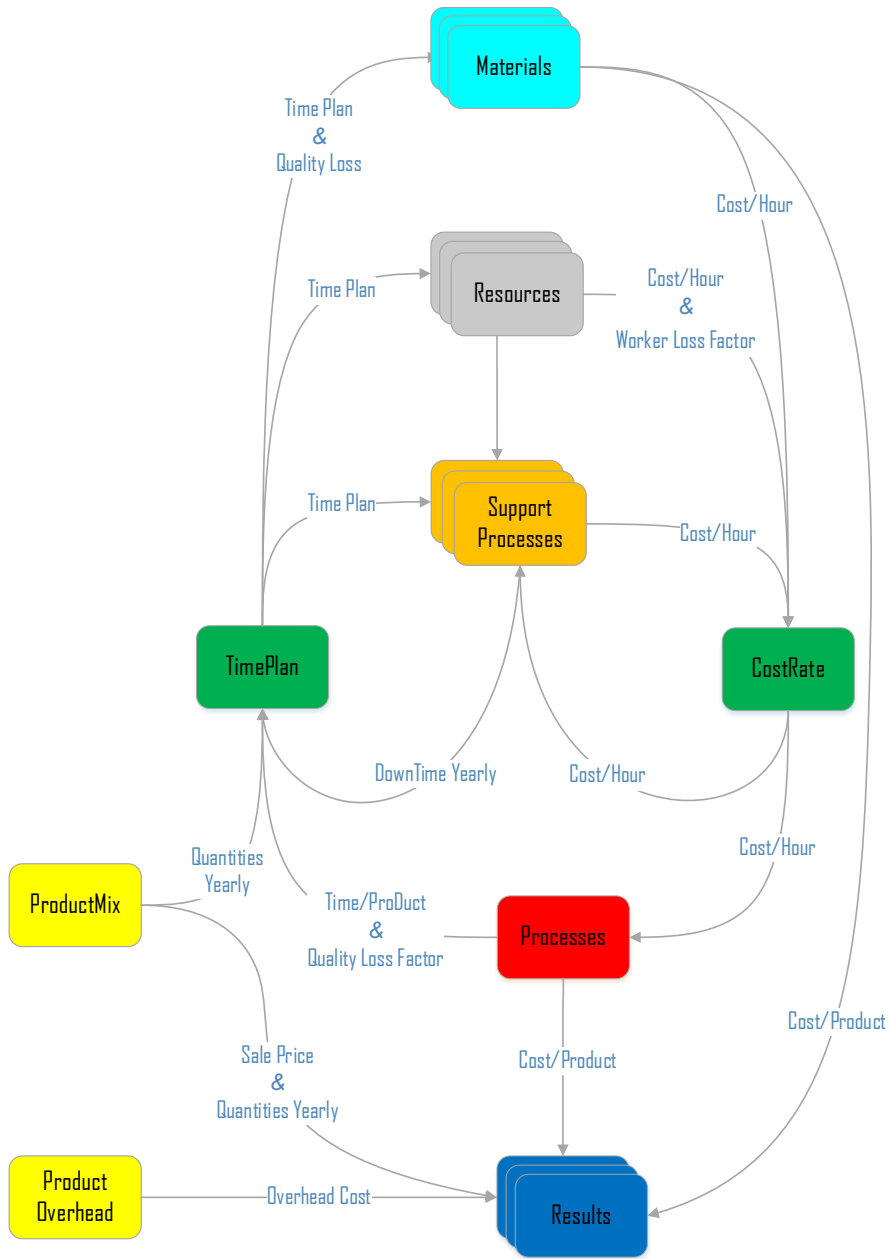 Materials
Time Plan
&
Quality Loss
Cost/Hour
Time Plan
Resources
Cost/Hour
&
Worker Loss Factor
Time Plan
Support
Processes
Cost/Hour
TimePlan
CostRate
DownTime Yearly
Cost/Hour
Quantities
Yearly
Cost/Hour
ProductMix
Time/ProDuct
&
Quality Loss Factor
Processes
Cost/Product
Sale Price
&
Quantities Yearly
Cost/Product
Product
Overhead
Overhead Cost
Results